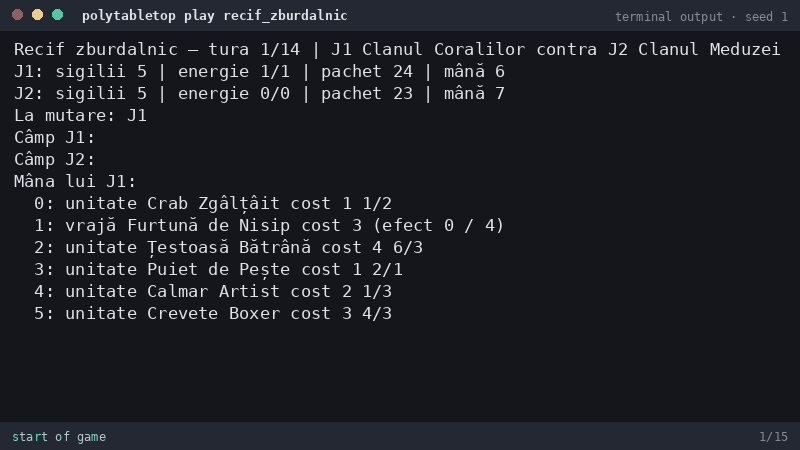 polytabletop play recif_zburdalnic
terminal output · seed 1
Recif zburdalnic — tura 1/14 | J1 Clanul Coralilor contra J2 Clanul Meduzei
J1: sigilii 5 | energie 1/1 | pachet 24 | mână 6
J2: sigilii 5 | energie 0/0 | pachet 23 | mână 7
La mutare: J1
Câmp J1:
Câmp J2:
Mâna lui J1:
0: unitate Crab Zgâlțâit cost 1 1/2
1: vrajă Furtună de Nisip cost 3 (efect 0 / 4)
2: unitate Țestoasă Bătrână cost 4 6/3
3: unitate Puiet de Pește cost 1 2/1
4: unitate Calmar Artist cost 2 1/3
5: unitate Crevete Boxer cost 3 4/3
start of game
1/15